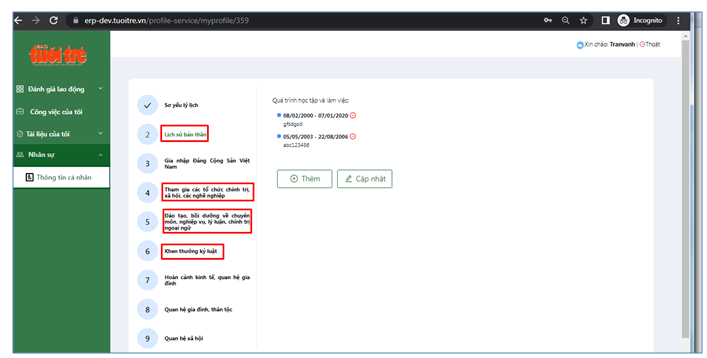 erp-dev.tuoitre.vn/profile-service/myprofile/359
Incognito
BÁO
tuổi trẻ
Xin chào: Tranvanh | Thoát
Đánh giá lao động
Công việc của tôi
Tài liệu của tôi
Nhân sự
Thông tin cá nhân
Sơ yếu lý lịch
2 Lịch sử bản thân
3 Gia nhập Đảng Cộng Sản Việt
Nam
4 Tham gia các tổ chức chính trị,
xã hội, các nghề nghiệp
5 Đào tạo, bồi dưỡng về chuyên
môn, nghiệp vụ, lý luận, chính trị
ngoại ngữ
6 Khen thưởng kỷ luật
7 Hoàn cảnh kinh tế, quan hệ gia
đình
8 Quan hệ gia đình, thân tộc
9 Quan hệ xã hội
Quá trình học tập và làm việc:
08/02/2000 - 07/01/2020
gfsdgsd
05/05/2003 - 22/08/2006
abc123456
Thêm
Cập nhật